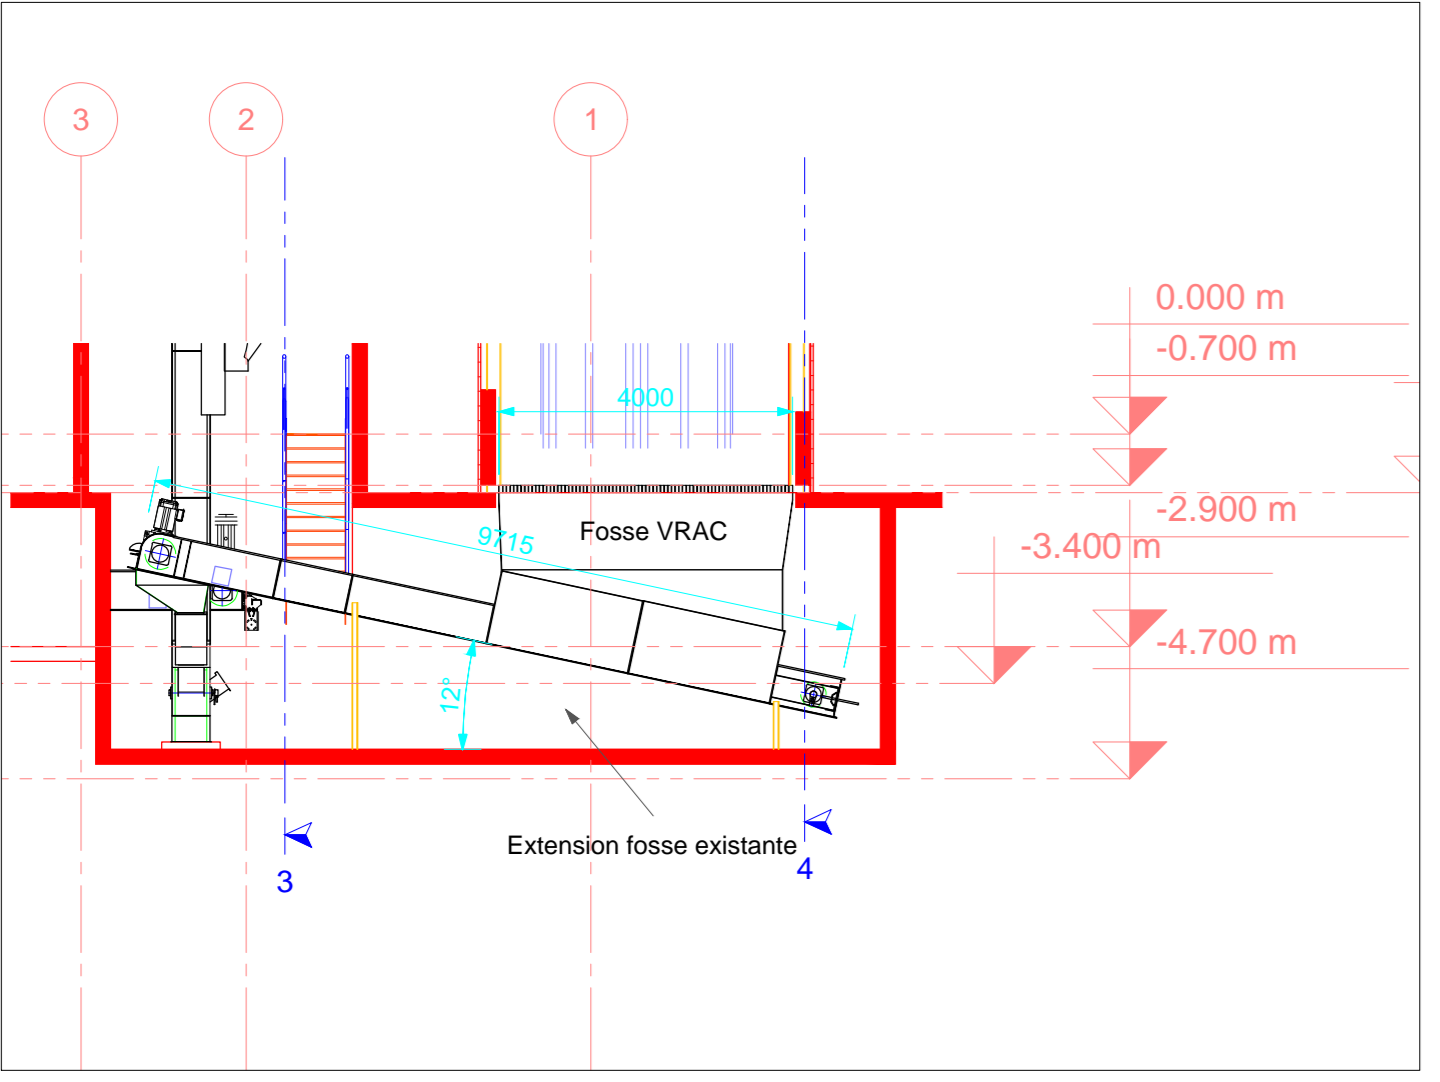 3
2
1
0.000 m
-0.700 m
4000
-2.900 m
Fosse VRAC
9715
-3.400 m
-4.700 m
12°
Extension fosse existante
3
4